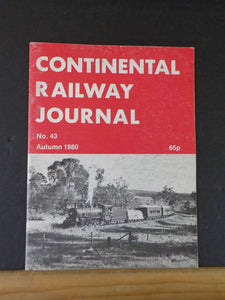 CONTINENTAL
RAILWAY
JOURNAL
No. 43
Autumn 1980 65p